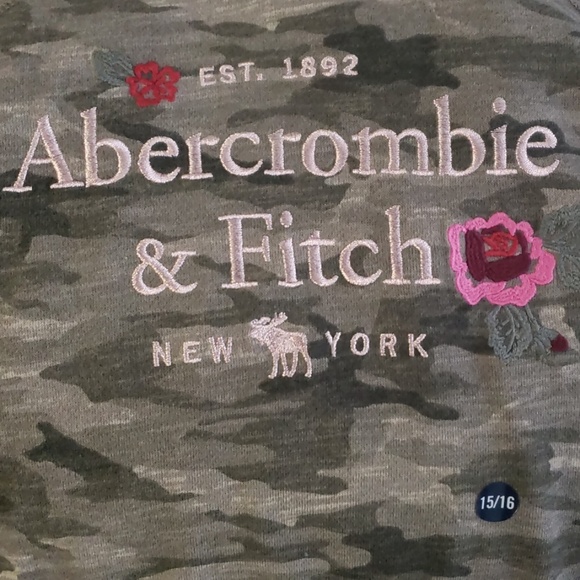 EST. 1892
Abercrombie
& Fitch
NEW YORK
15/16